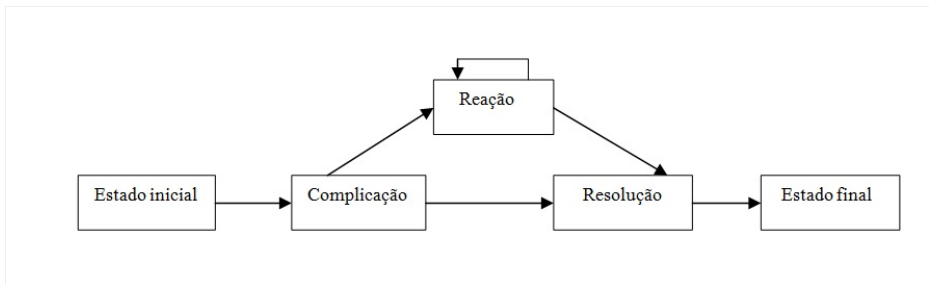 Reação
Estado inicial
Complicação
Resolução
Estado final